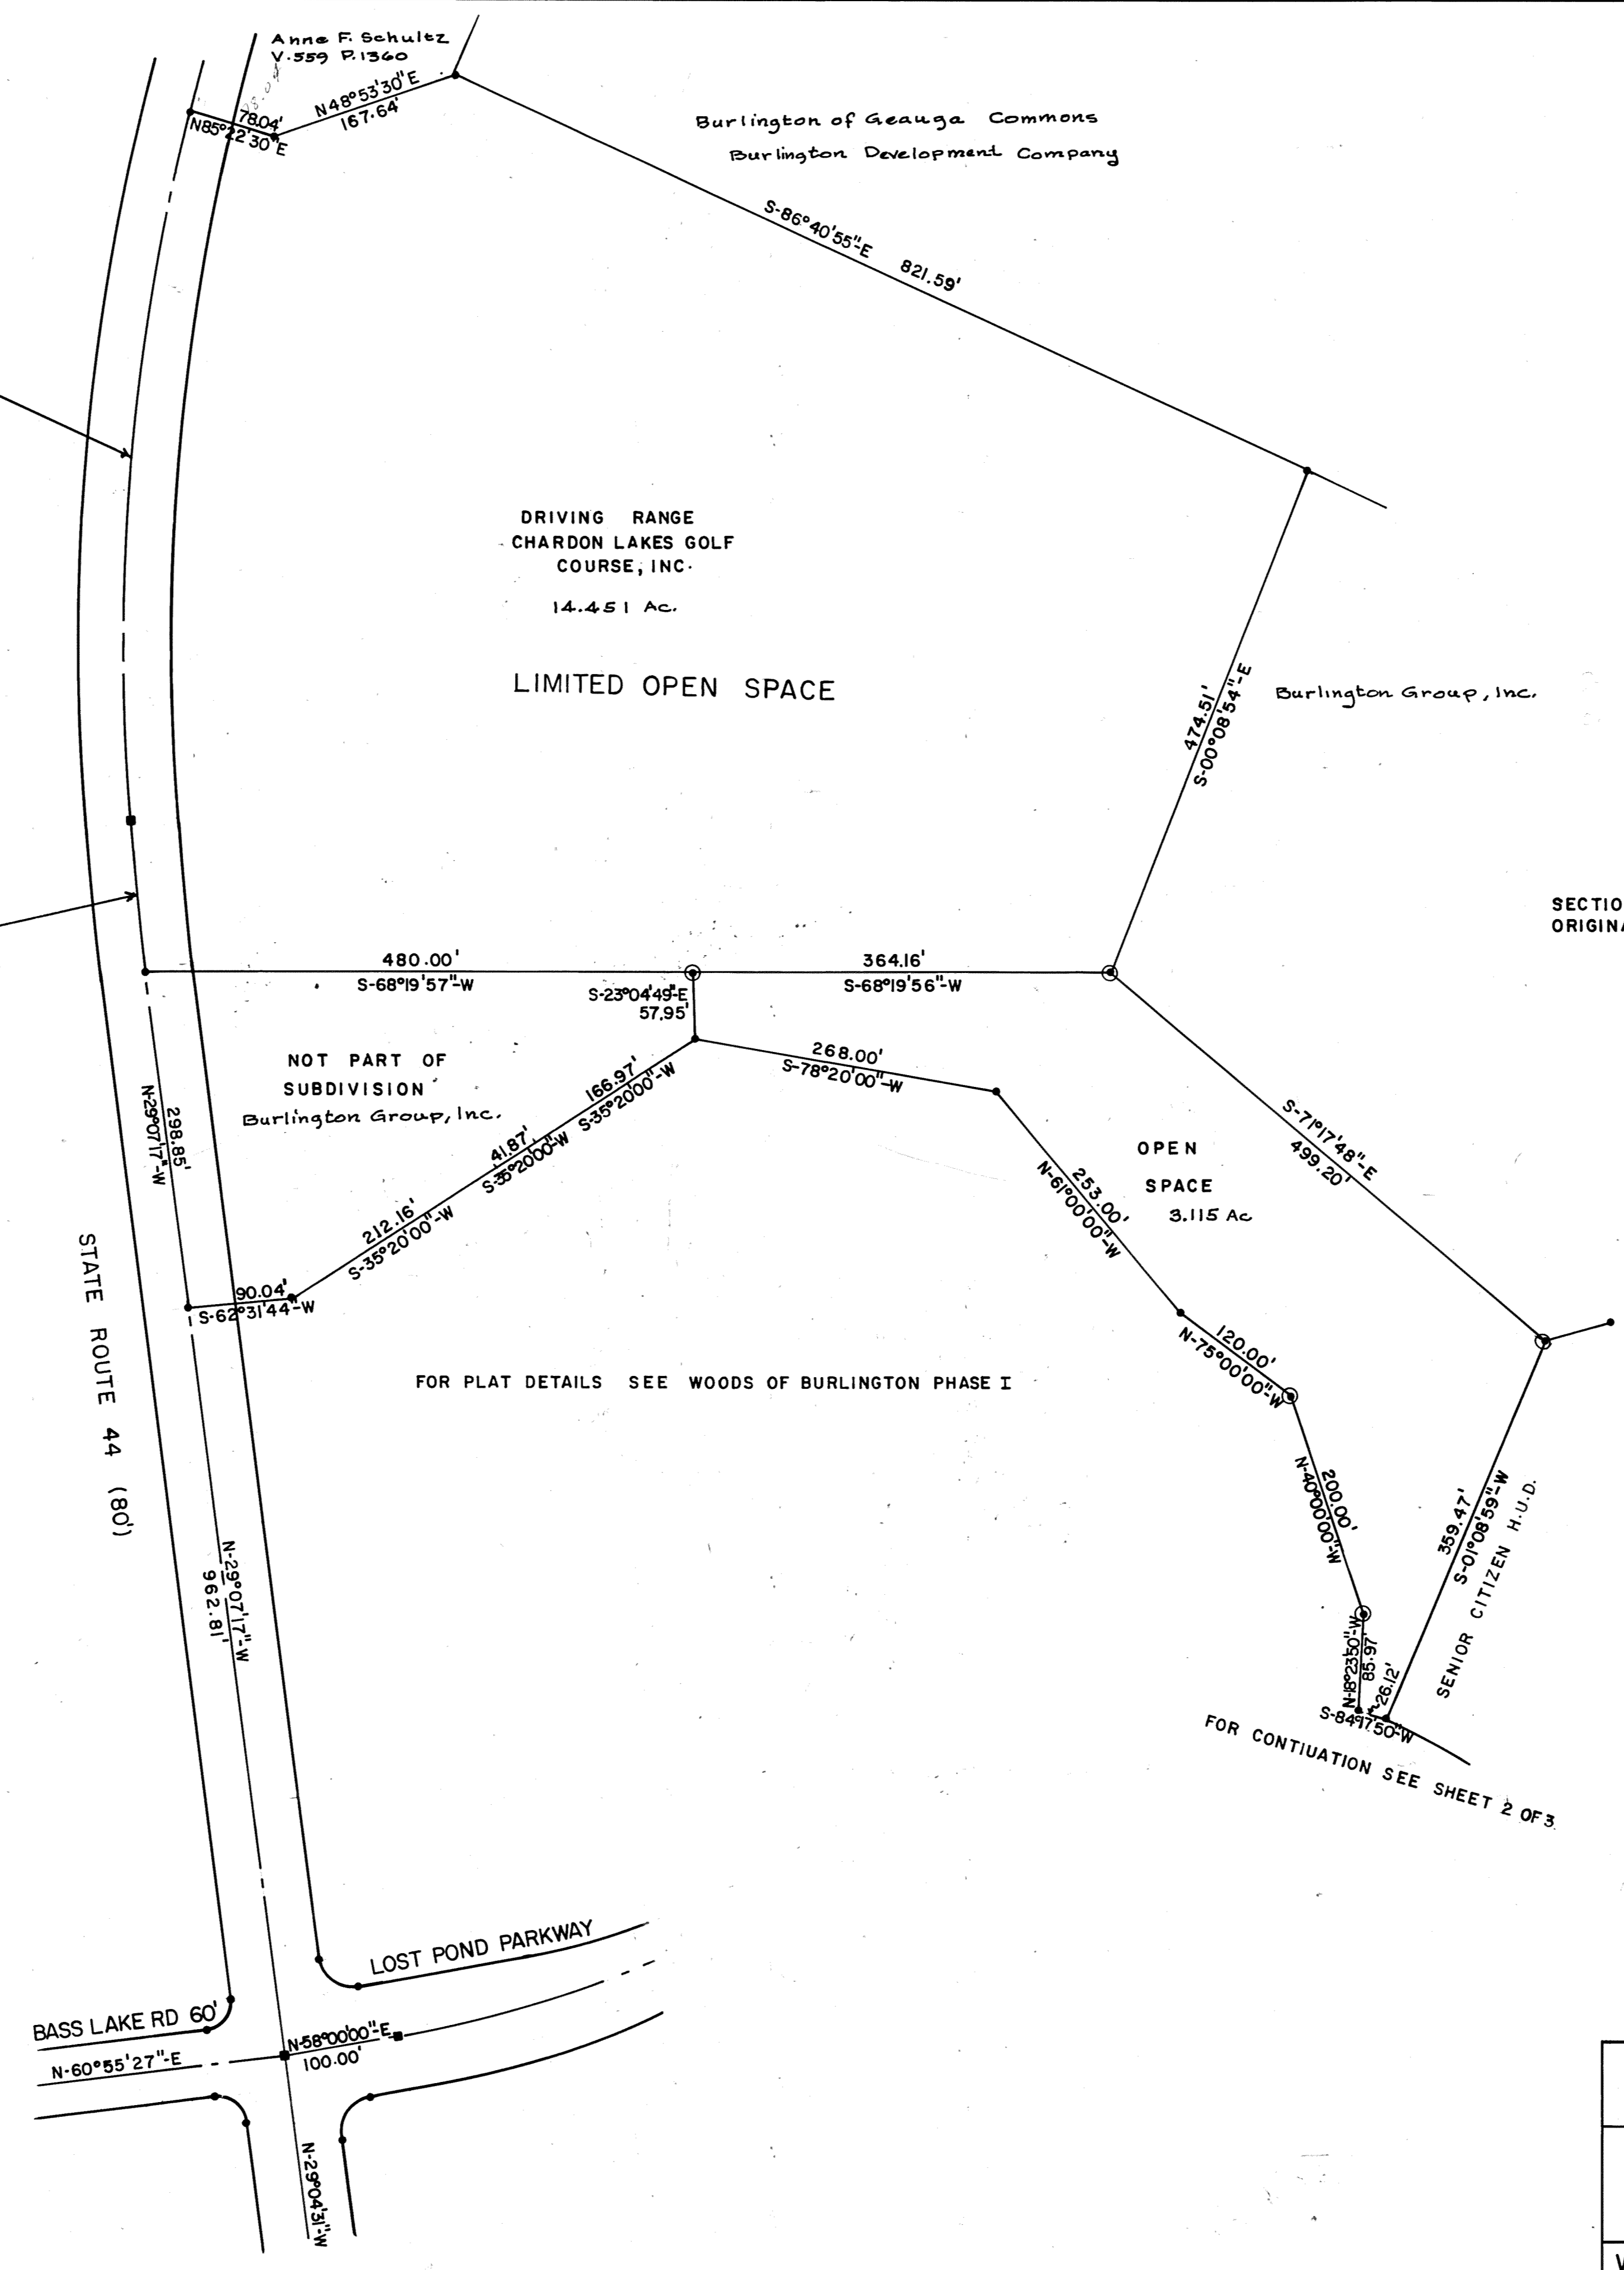 Anne F. Schultz
V.559 P.1360
N48°53'30"E
167.64'
78.04'
N85°22'30"E
Burlington of Geauga Commons
Burlington Development Company
S-86°40'55"-E 821.59'
DRIVING RANGE
CHARDON LAKES GOLF
COURSE, INC.
14.451 Ac.
LIMITED OPEN SPACE
474.51'
S-00°08'54"-E
Burlington Group, Inc.
480.00'
S-68°19'57"-W
364.16'
S-68°19'56"-W
S-23°04'49"-E
57.95'
NOT PART OF
SUBDIVISION
Burlington Group, Inc.
298.85'
N-29°07'17"-W
166.97'
S-35°20'00"-W
41.87'
S-35°20'00"-W
212.16'
S-35°20'00"-W
268.00'
S-78°20'00"-W
253.00'
N-61°00'00"-W
OPEN
SPACE
3.115 Ac
S-71°17'48"-E
499.20'
90.04'
S-62°31'44"-W
STATE ROUTE 44 (80')
FOR PLAT DETAILS SEE WOODS OF BURLINGTON PHASE I
120.00'
N-75°00'00"-W
200.00'
N-40°00'00"-W
359.47'
S-01°08'59"-W
SENIOR CITIZEN H.U.D.
N-18°23'50"-W
85.97'
26.12'
S-84°17'50"-W
FOR CONTIUATION SEE SHEET 2 OF 3
N-29°07'17"-W
962.81'
LOST POND PARKWAY
BASS LAKE RD 60'
N-60°55'27"-E
N-58°00'00"-E
100.00'
N-29°04'31"-W